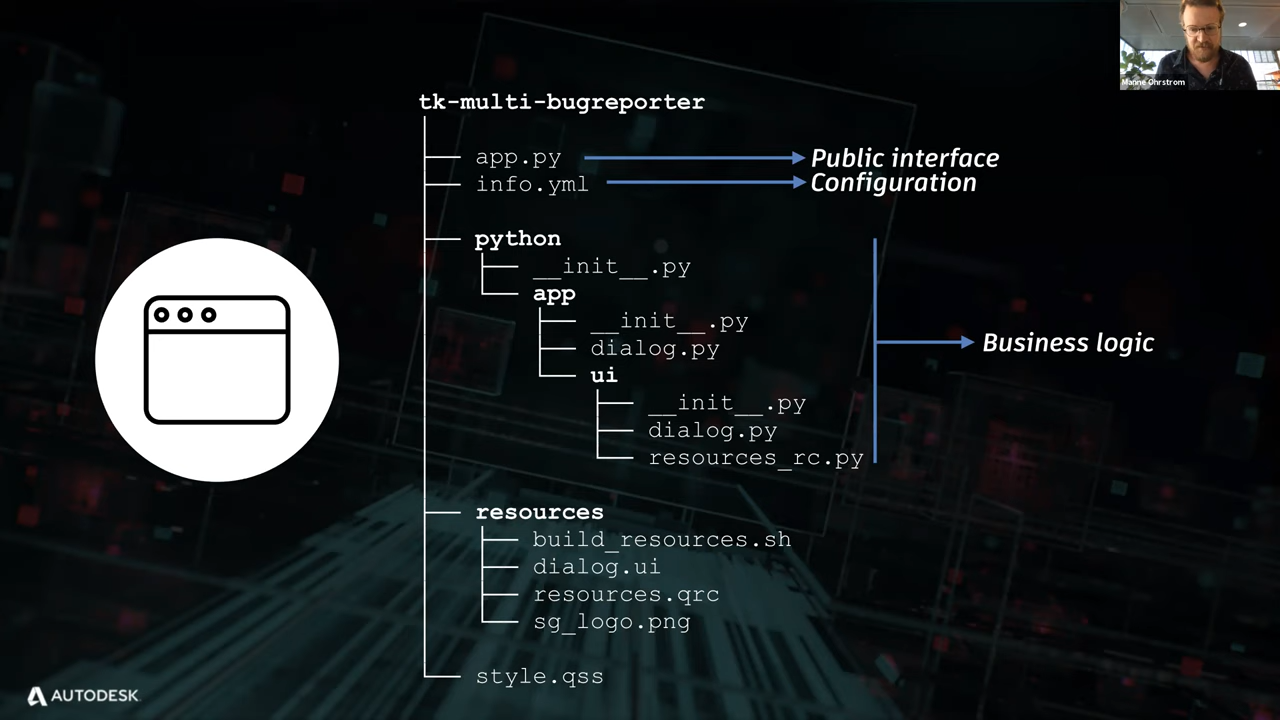 Manne Ohrstrom
tk-multi-bugreporter
app.py
Public interface
info.yml
Configuration
python
__init__.py
app
__init__.py
dialog.py
Business logic
ui
__init__.py
dialog.py
resources_rc.py
resources
build_resources.sh
dialog.ui
resources.qrc
sg_logo.png
style.qss
AUTODESK